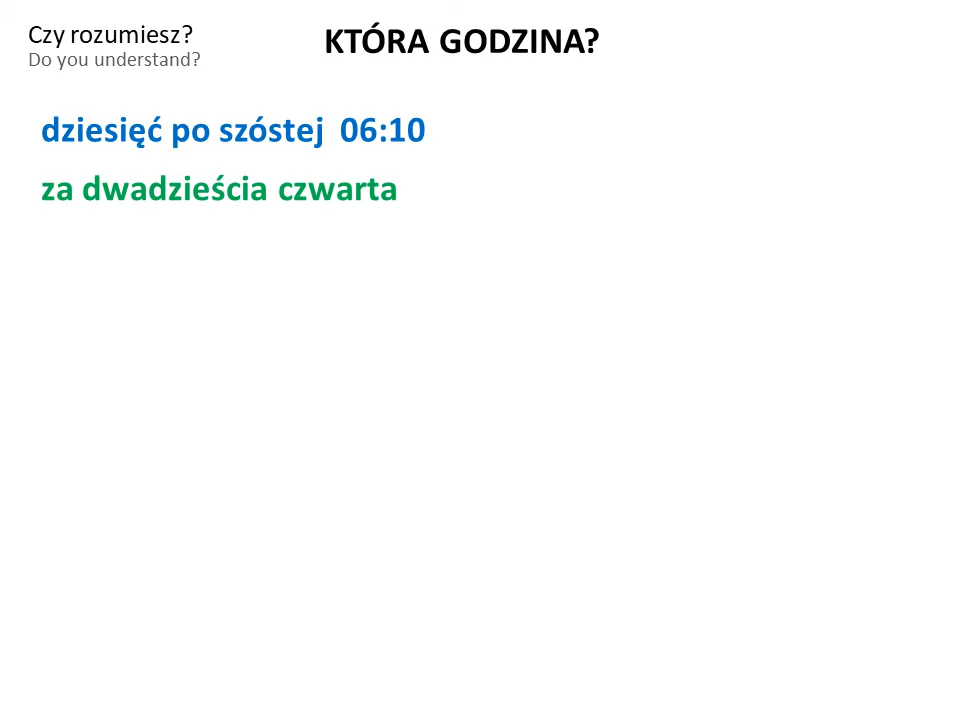 Czy rozumiesz?
Do you understand?
KTÓRA GODZINA?
dziesięć po szóstej 06:10
za dwadzieścia czwarta